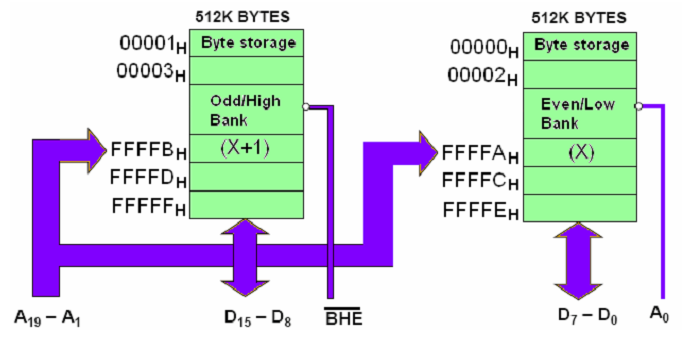 512K BYTES
00001H
Byte storage
00003H
Odd/High
Bank
FFFFBH
(X+1)
FFFFDH
FFFFFH
512K BYTES
00000H
Byte storage
00002H
Even/Low
Bank
FFFFAH
(X)
FFFFCH
FFFFEH
A19 – A1
D15 – D8
BHE
D7 – D0
A0